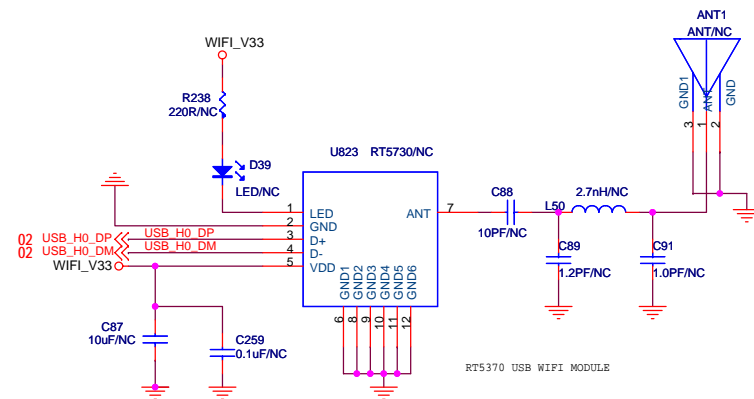 ANT1
ANT/NC
WIFI_V33
GND1
ANT
GND
R238
220R/NC
3
1
2
U823 RT5730/NC
D39
LED/NC
C88
10PF/NC
L50
2.7nH/NC
1
LED
7
ANT
2
GND
02 USB_H0_DP
USB_H0_DP
3
D+
02 USB_H0_DM
USB_H0_DM
4
D-
WIFI_V33
5
VDD
C89
1.2PF/NC
C91
1.0PF/NC
GND1
GND2
GND3
GND4
GND5
GND6
6
8
9
10
11
12
C87
10uF/NC
C259
0.1uF/NC
RT5370 USB WIFI MODULE